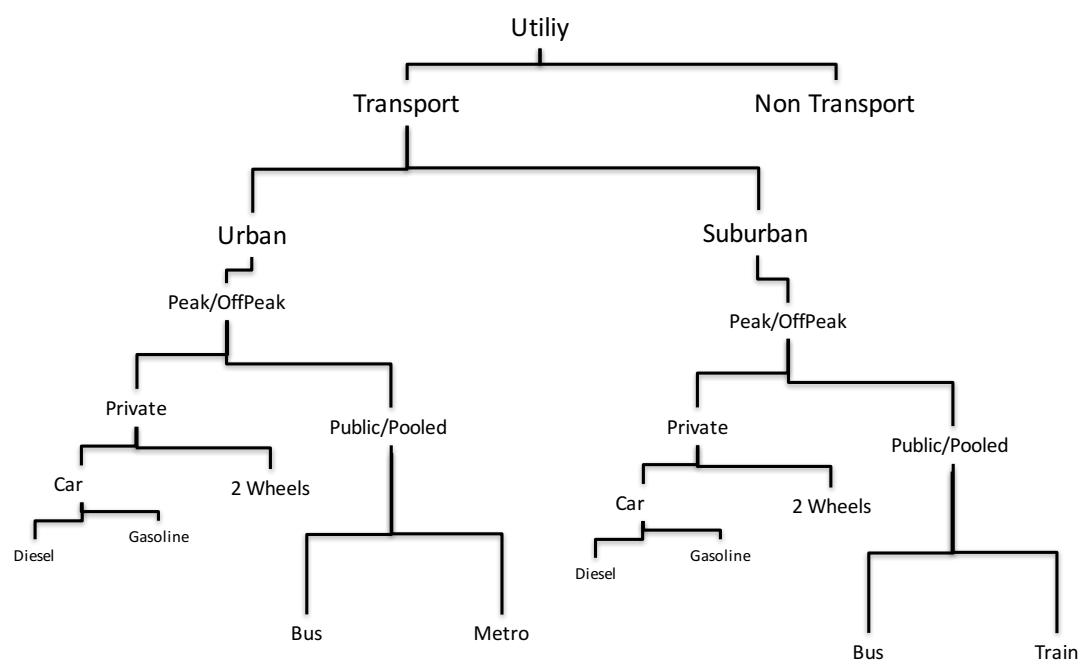 Utiliy
Transport
Non Transport
Urban
Suburban
Peak/OffPeak
Peak/OffPeak
Private
Public/Pooled
Private
Public/Pooled
Car
2 Wheels
Car
2 Wheels
Diesel
Gasoline
Diesel
Gasoline
Bus
Metro
Bus
Train